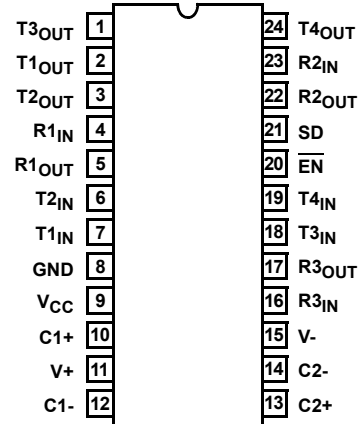 T3OUT 1 24 T4OUT
T1OUT 2 23 R2IN
T2OUT 3 22 R2OUT
R1IN 4 21 SD
R1OUT 5 20 EN
T2IN 6 19 T4IN
T1IN 7 18 T3IN
GND 8 17 R3OUT
VCC 9 16 R3IN
C1+ 10 15 V-
V+ 11 14 C2-
C1- 12 13 C2+